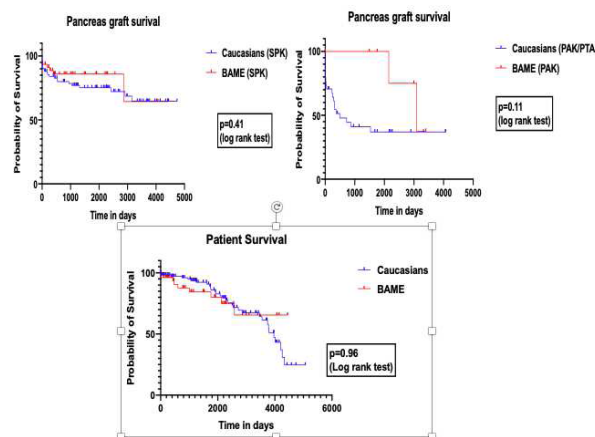 Pancreas graft surival
Caucasians (SPK)
BAME (SPK)
p=0.41
(log rank test)
Probability of Survival
100
50
0
0 1000 2000 3000 4000 5000
Time in days
Pancreas graft survival
Caucasians (PAK/PTA)
BAME (PAK)
p=0.11
(log rank test)
Probability of Survival
100
50
0
0 1000 2000 3000 4000 5000
Time in days
Patient Survival
Caucasians
BAME
p=0.96
(Log rank test)
Probability of Survival
100
50
0
0 2000 4000 6000
Time in days